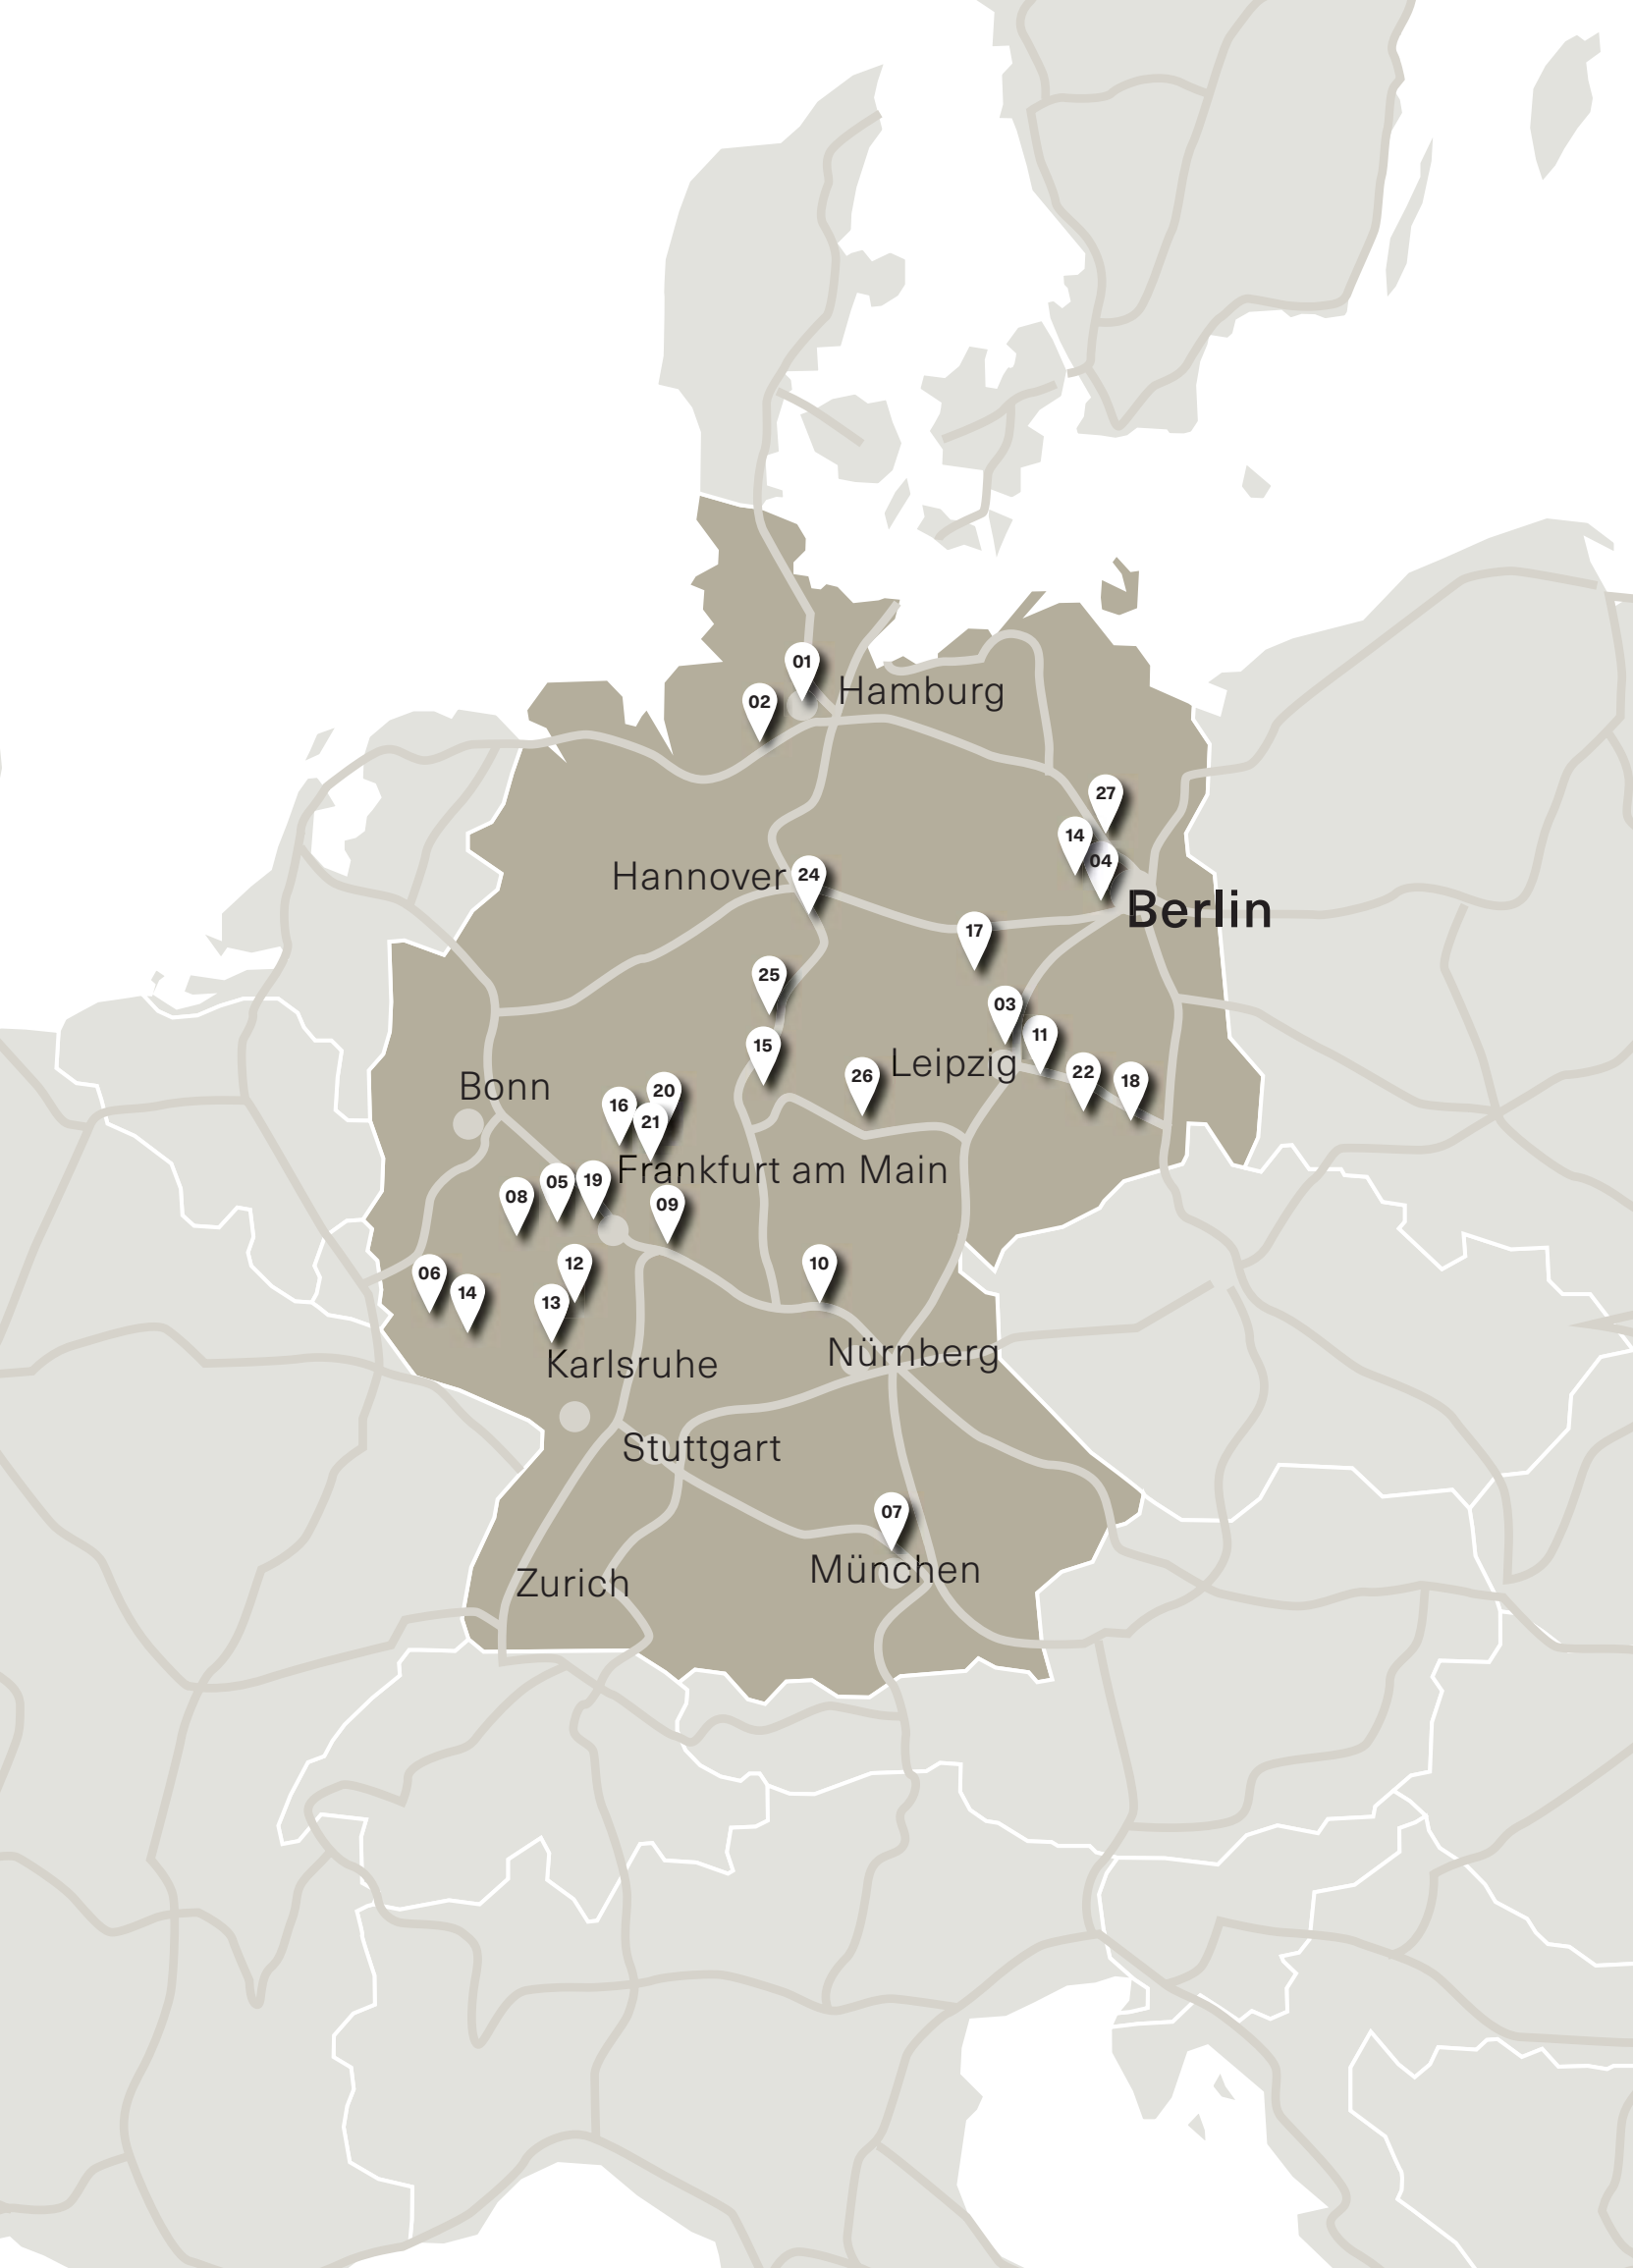 01
Hamburg
02
27
14
04
Hannover
24
Berlin
17
25
03
11
15
Leipzig
26
22
18
Bonn
20
16
21
Frankfurt am Main
05
19
08
09
12
10
06
14
13
Nürnberg
Karlsruhe
Stuttgart
07
München
Zurich